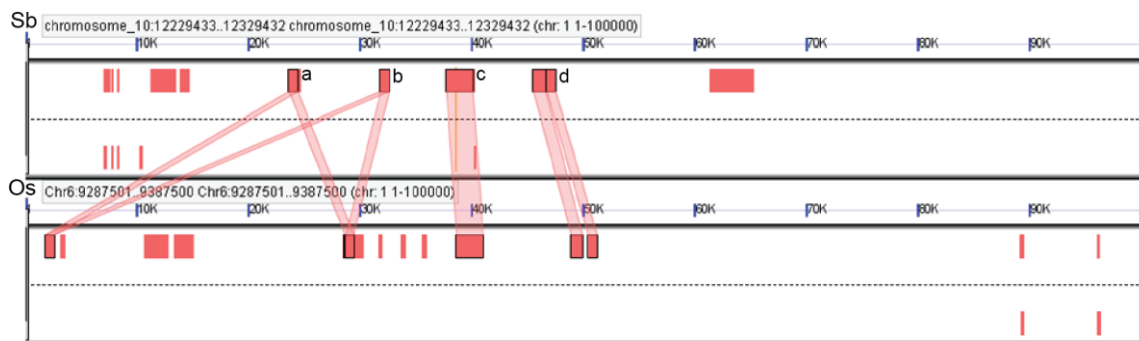 Sb
chromosome_10:12229433..12329432 chromosome_10:12229433..12329432 (chr: 1 1-100000)
10K 20K 30K 40K 50K 60K 70K 80K 90K
a b c d
Os
Chr6:9287501..9387500 Chr6:9287501..9387500 (chr: 1 1-100000)
10K 20K 30K 40K 50K 60K 70K 80K 90K